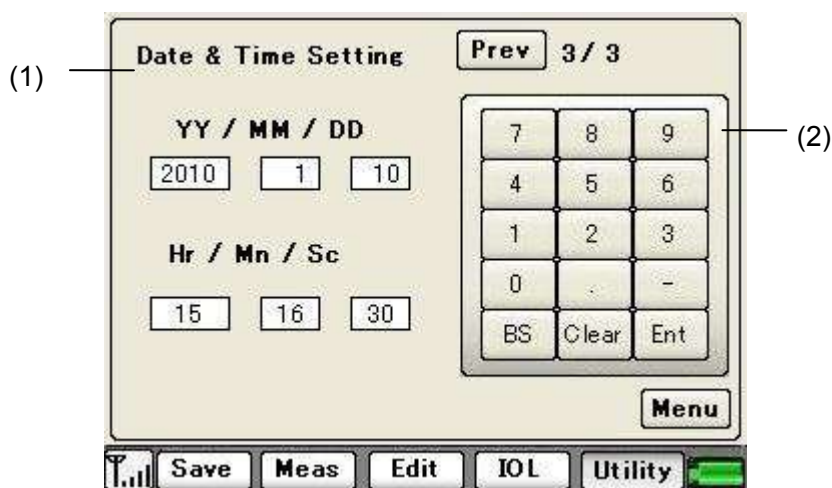 Date & Time Setting
Prev 3/3
(1)
YY / MM / DD
2010 1 10
Hr / Mn / Sc
15 16 30
7 8 9
4 5 6
1 2 3
0 . -
BS Clear Ent
(2)
Menu
Save Meas Edit IOL Utility